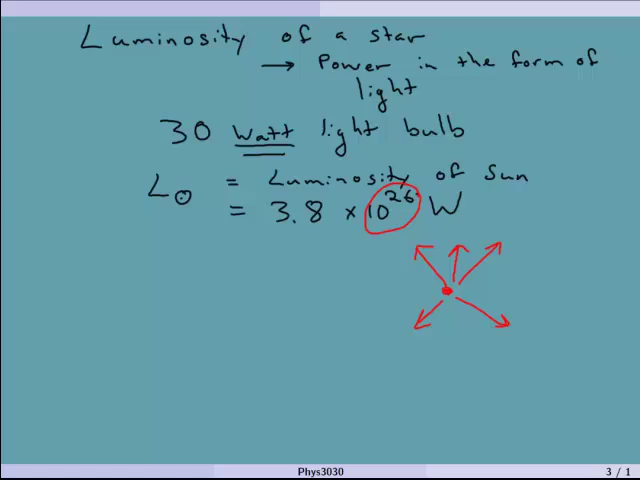 Luminosity of a star
→ Power in the form of
light
30 Watt light bulb
L⊙ = Luminosity of Sun
= 3.8 × 10²⁶ W
Phys3030
3 / 1